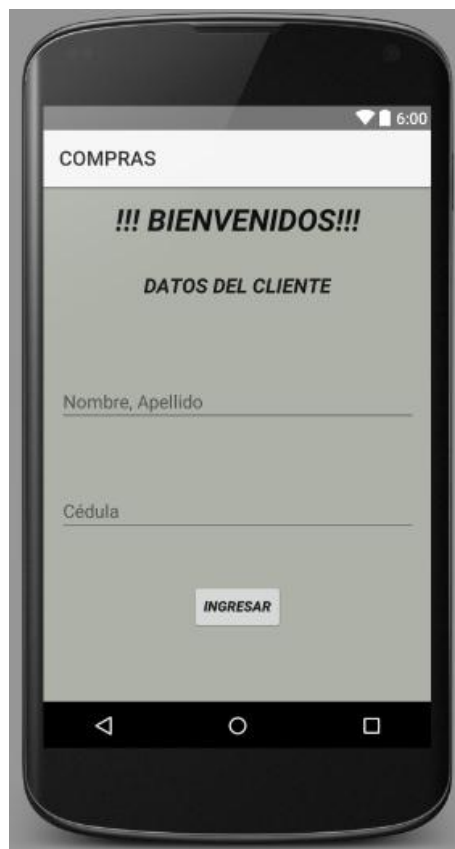 6:00
COMPRAS
!!! BIENVENIDOS!!!
DATOS DEL CLIENTE
Nombre, Apellido
Cédula
INGRESAR